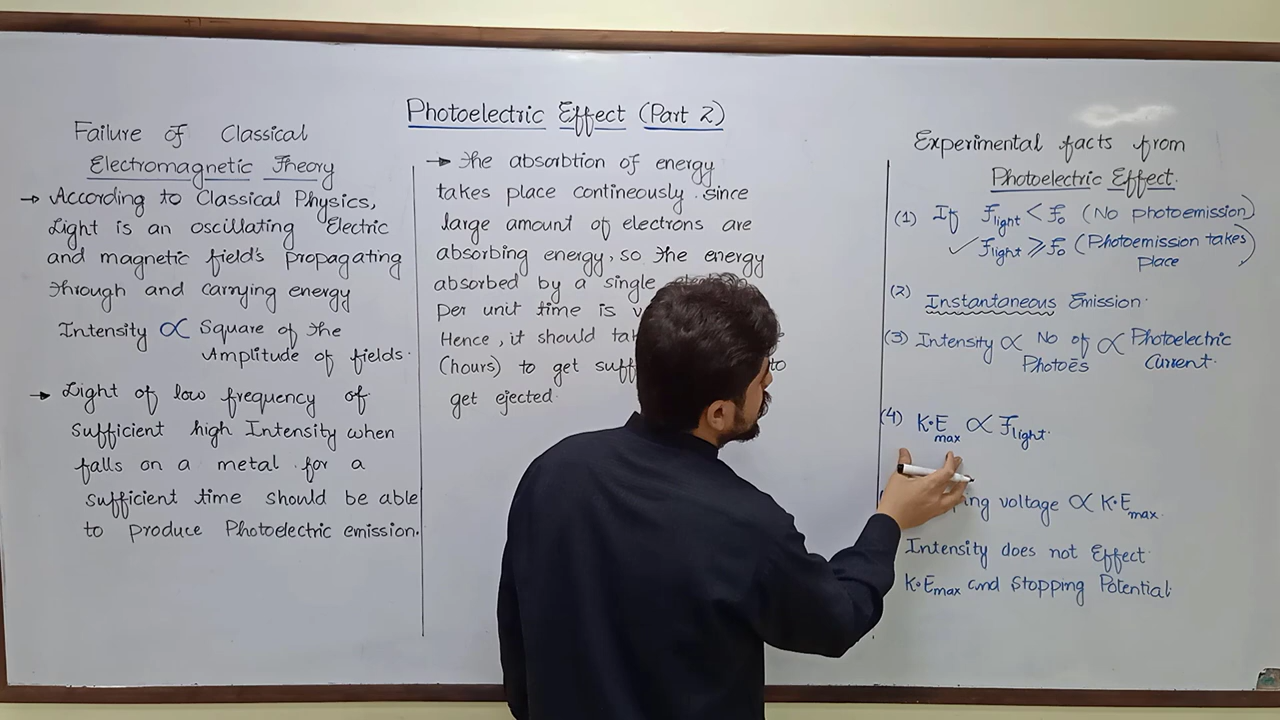 Photoelectric Effect (Part 2)
Failure of Classical
Electromagnetic Theory
→ According to Classical Physics,
Light is an oscillating Electric
and magnetic field's propagating
through and carrying energy
Intensity ∝ Square of the
Amplitude of fields.
→ Light of low frequency of
sufficient high Intensity when
falls on a metal for a
sufficient time should be able
to produce Photoelectric emission.
→ The absorbtion of energy
takes place contineously. since
large amount of electrons are
absorbing energy, so the energy
absorbed by a single
per unit time is
Hence, it should
(hours) to get to
get ejected.
Experimental facts from
Photoelectric Effect.
(1) If Flight < Fo (No photoemission)
✓ Flight ⩾ Fo (Photoemission takes
place)
(2) Instantaneous Emission.
(3) Intensity ∝ No of ∝ Photoelectric
Photoēs Current.
(4) K.Emax ∝ Flight.
voltage ∝ K.Emax.
Intensity does not Effect
K.Emax and Stopping Potential.